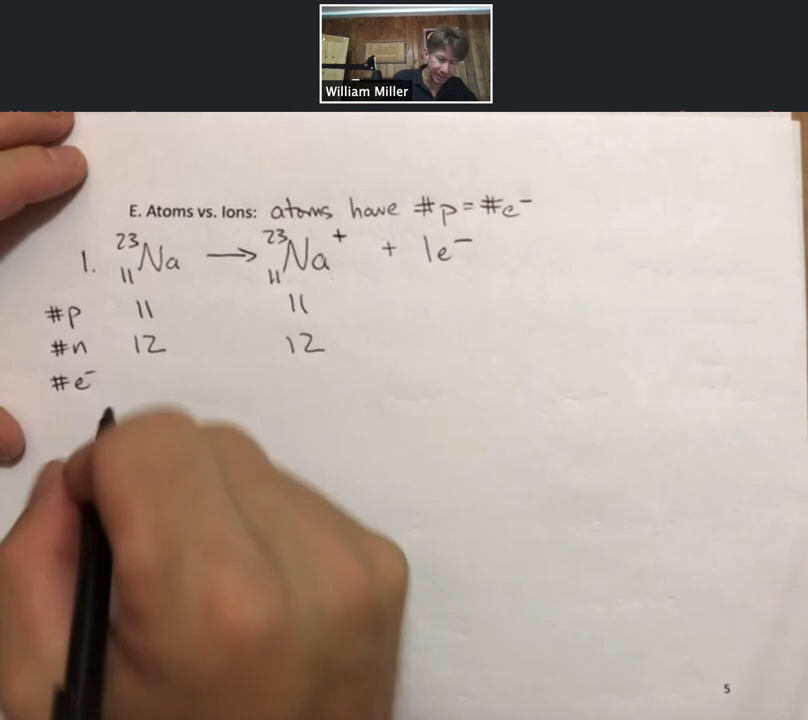 William Miller
E. Atoms vs. Ions: atoms have #p=#e⁻
1. ²³₁₁Na → ²³₁₁Na⁺ + 1e⁻
#p 11 11
#n 12 12
#e⁻
5